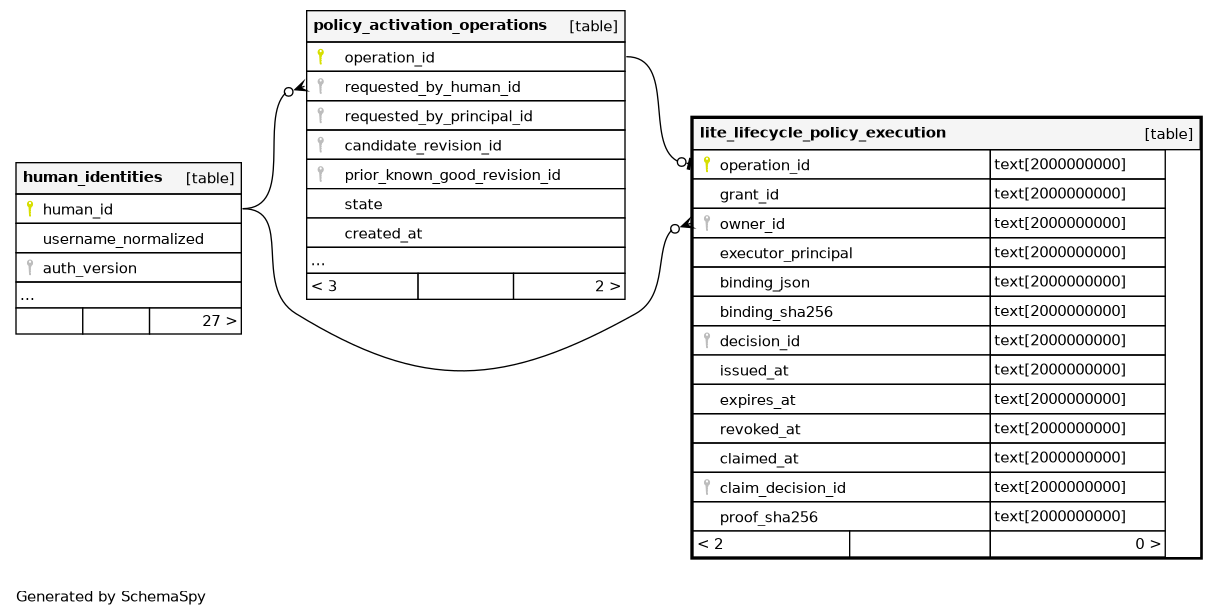 policy_activation_operations [table]
operation_id
requested_by_human_id
requested_by_principal_id
candidate_revision_id
prior_known_good_revision_id
state
created_at
...
< 3 2 >
human_identities [table]
human_id
username_normalized
auth_version
...
27 >
lite_lifecycle_policy_execution [table]
operation_id text[2000000000]
grant_id text[2000000000]
owner_id text[2000000000]
executor_principal text[2000000000]
binding_json text[2000000000]
binding_sha256 text[2000000000]
decision_id text[2000000000]
issued_at text[2000000000]
expires_at text[2000000000]
revoked_at text[2000000000]
claimed_at text[2000000000]
claim_decision_id text[2000000000]
proof_sha256 text[2000000000]
< 2 0 >
Generated by SchemaSpy